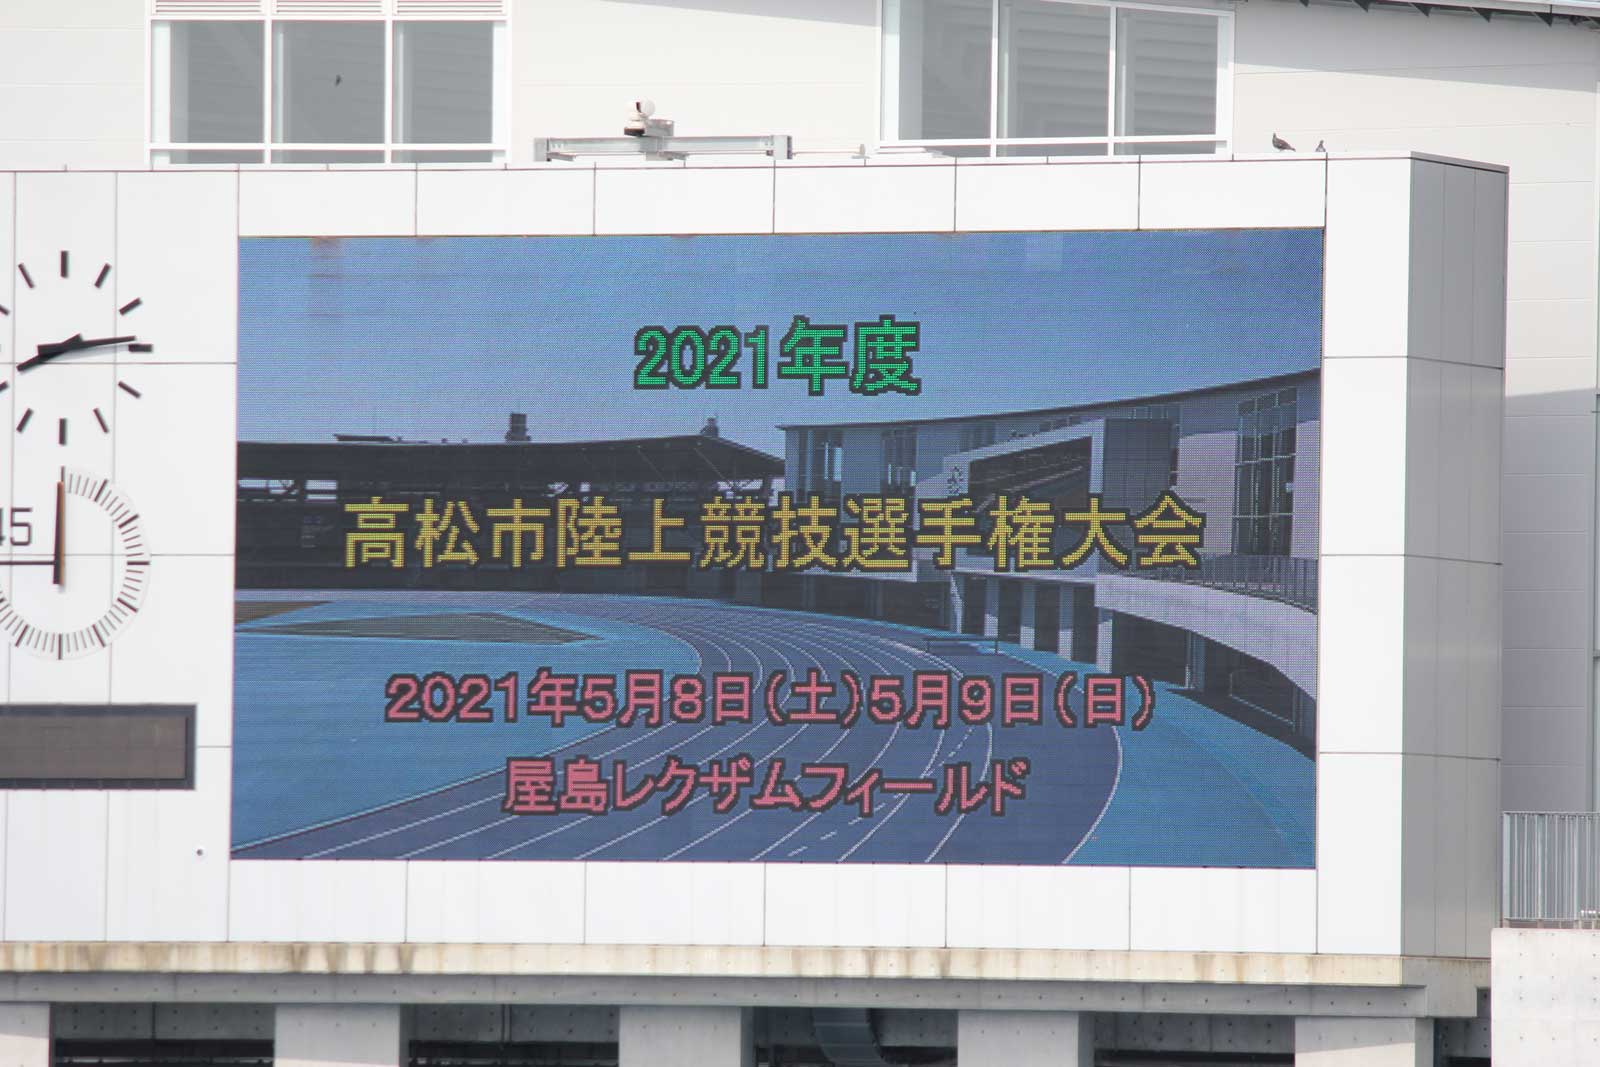 2021年度
高松市陸上競技選手権大会
45
2021年5月8日(土)5月9日(日)
屋島レクザムフィールド